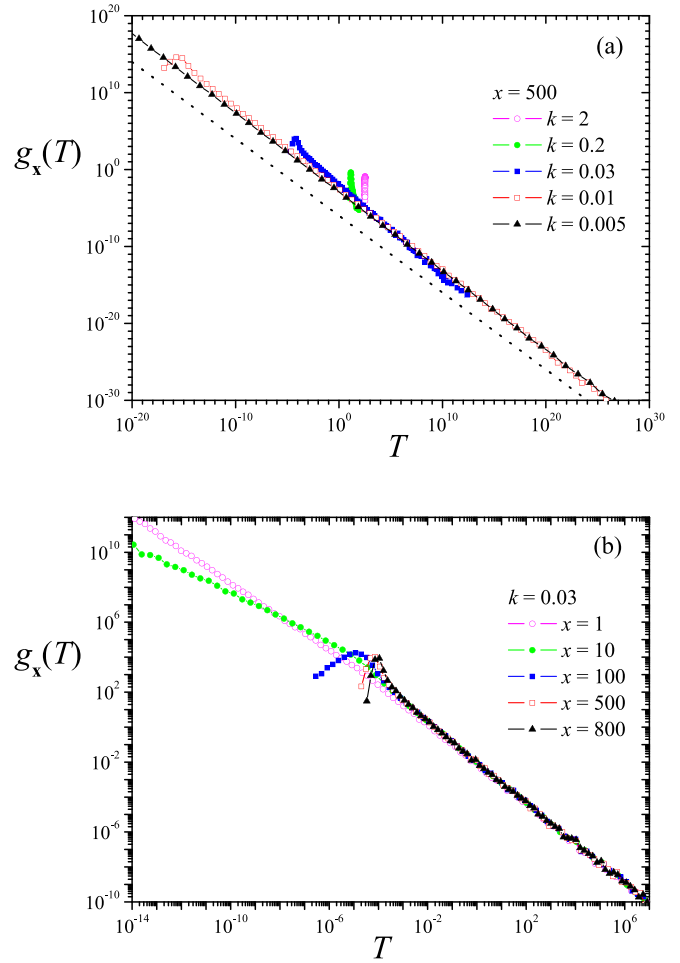 (a)
x = 500
k = 2
k = 0.2
k = 0.03
k = 0.01
k = 0.005
g_x(T)
10^20
10^10
10^0
10^-10
10^-20
10^-30
10^-20 10^-10 10^0 10^10 10^20 10^30
T
(b)
k = 0.03
x = 1
x = 10
x = 100
x = 500
x = 800
g_x(T)
10^10
10^6
10^2
10^-2
10^-6
10^-10
10^-14 10^-10 10^-6 10^-2 10^2 10^6
T